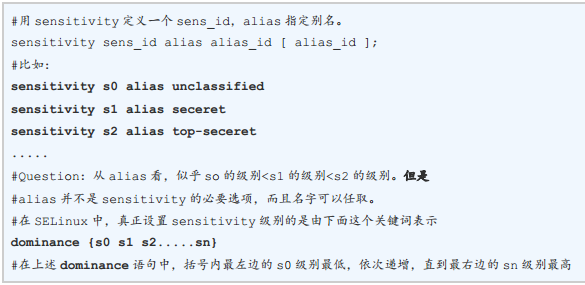 #用 sensitivity 定义一个 sens_id，alias 指定别名。
sensitivity sens_id alias alias_id [ alias_id ];
#比如：
sensitivity s0 alias unclassified
sensitivity s1 alias seceret
sensitivity s2 alias top-seceret
.....
#Question: 从 alias 看，似乎 so 的级别<s1 的级别<s2 的级别。但是
#alias 并不是 sensitivity 的必要选项，而且名字可以任取。
#在 SELinux 中，真正设置 sensitivity 级别的是由下面这个关键词表示
dominance {s0 s1 s2.....sn}
#在上述 dominance 语句中，括号内最左边的 s0 级别最低，依次递增，直到最右边的 sn 级别最高